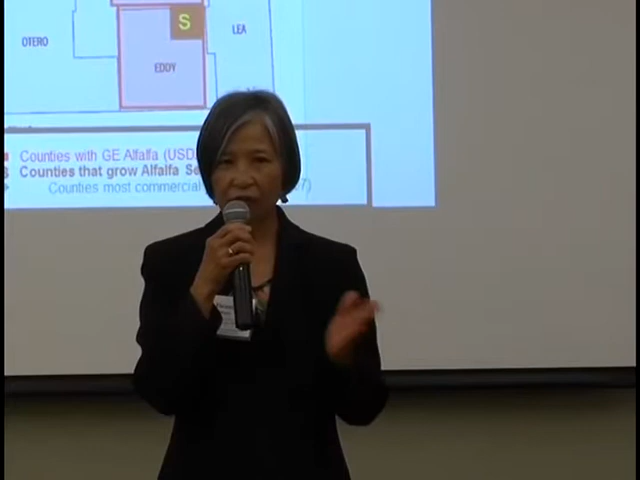 S
OTERO
LEA
EDDY
Counties with GE Alfalfa (USD
Counties that grow Alfalfa Se
Counties most commercial